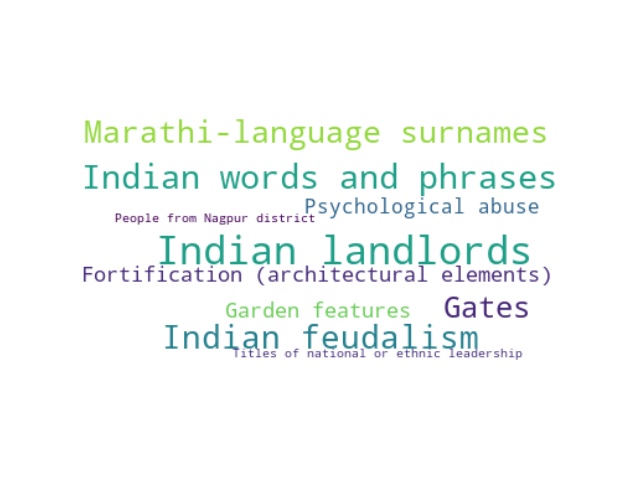 Marathi-language surnames
Indian words and phrases
Psychological abuse
People from Nagpur district
Indian landlords
Fortification (architectural elements)
Garden features
Gates
Indian feudalism
Titles of national or ethnic leadership